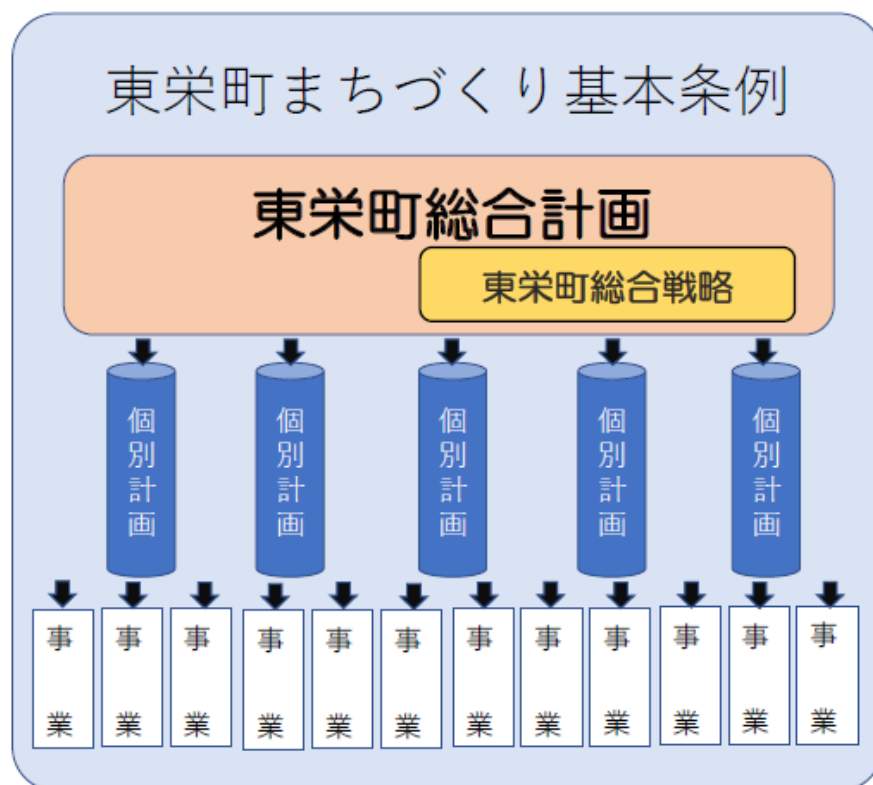 東栄町まちづくり基本条例
東栄町総合計画
東栄町総合戦略
個別計画
個別計画
個別計画
個別計画
個別計画
事業
事業
事業
事業
事業
事業
事業
事業
事業
事業
事業
事業